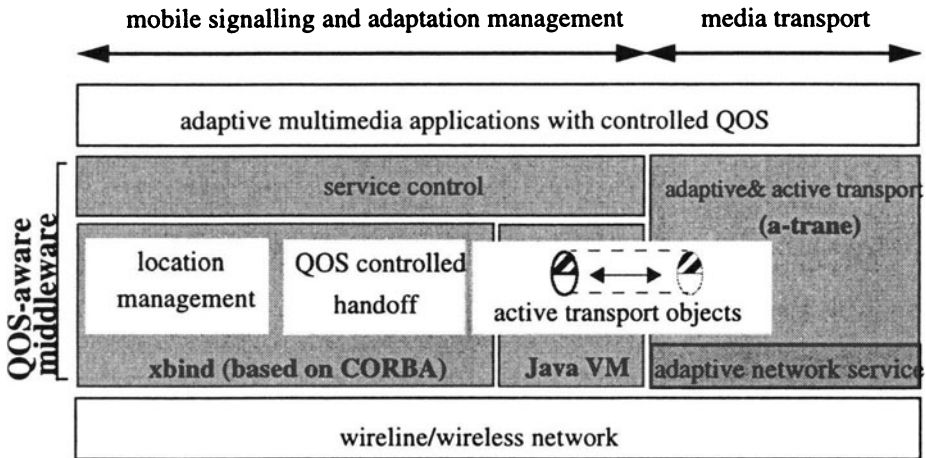 mobile signalling and adaptation management
media transport
adaptive multimedia applications with controlled QOS
QOS-aware
middleware
service control
adaptive& active transport
(a-trane)
location
management
QOS controlled
handoff
active transport objects
xbind (based on CORBA)
Java VM
adaptive network service
wireline/wireless network